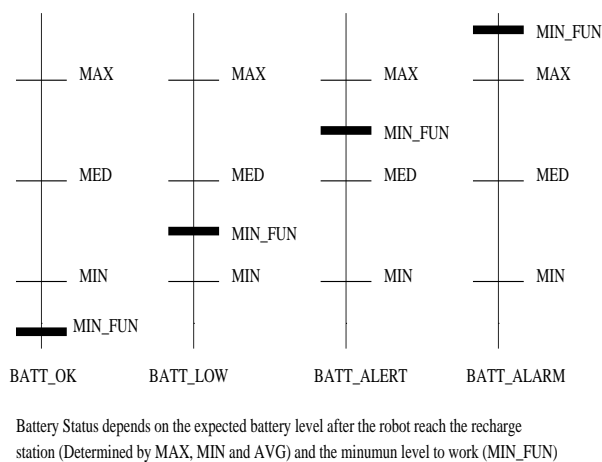 MIN_FUN
MAX MAX MAX MAX
MIN_FUN
MED MED MED MED
MIN_FUN
MIN MIN MIN MIN
MIN_FUN
BATT_OK BATT_LOW BATT_ALERT BATT_ALARM
Battery Status depends on the expected battery level after the robot reach the recharge
station (Determined by MAX, MIN and AVG) and the minumun level to work (MIN_FUN)